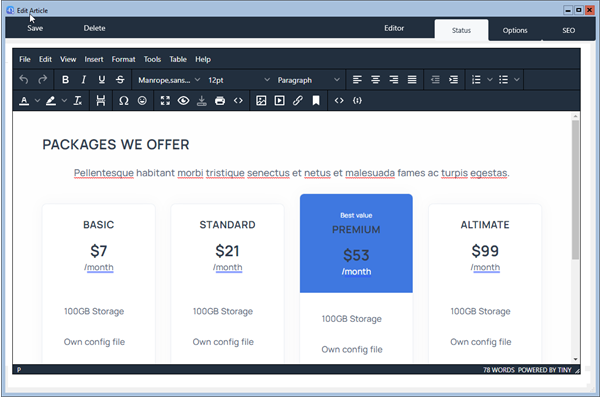 Edit Article
Save Delete Editor Status Options SEO
File Edit View Insert Format Tools Table Help
B I U S Manrope,sans... 12pt Paragraph
PACKAGES WE OFFER
Pellentesque habitant morbi tristique senectus et netus et malesuada fames ac turpis egestas.
BASIC
$7
/month
100GB Storage
Own config file
STANDARD
$21
/month
100GB Storage
Own config file
Best value
PREMIUM
$53
/month
100GB Storage
Own config file
ALTIMATE
$99
/month
100GB Storage
Own config file
P 78 WORDS POWERED BY TINY